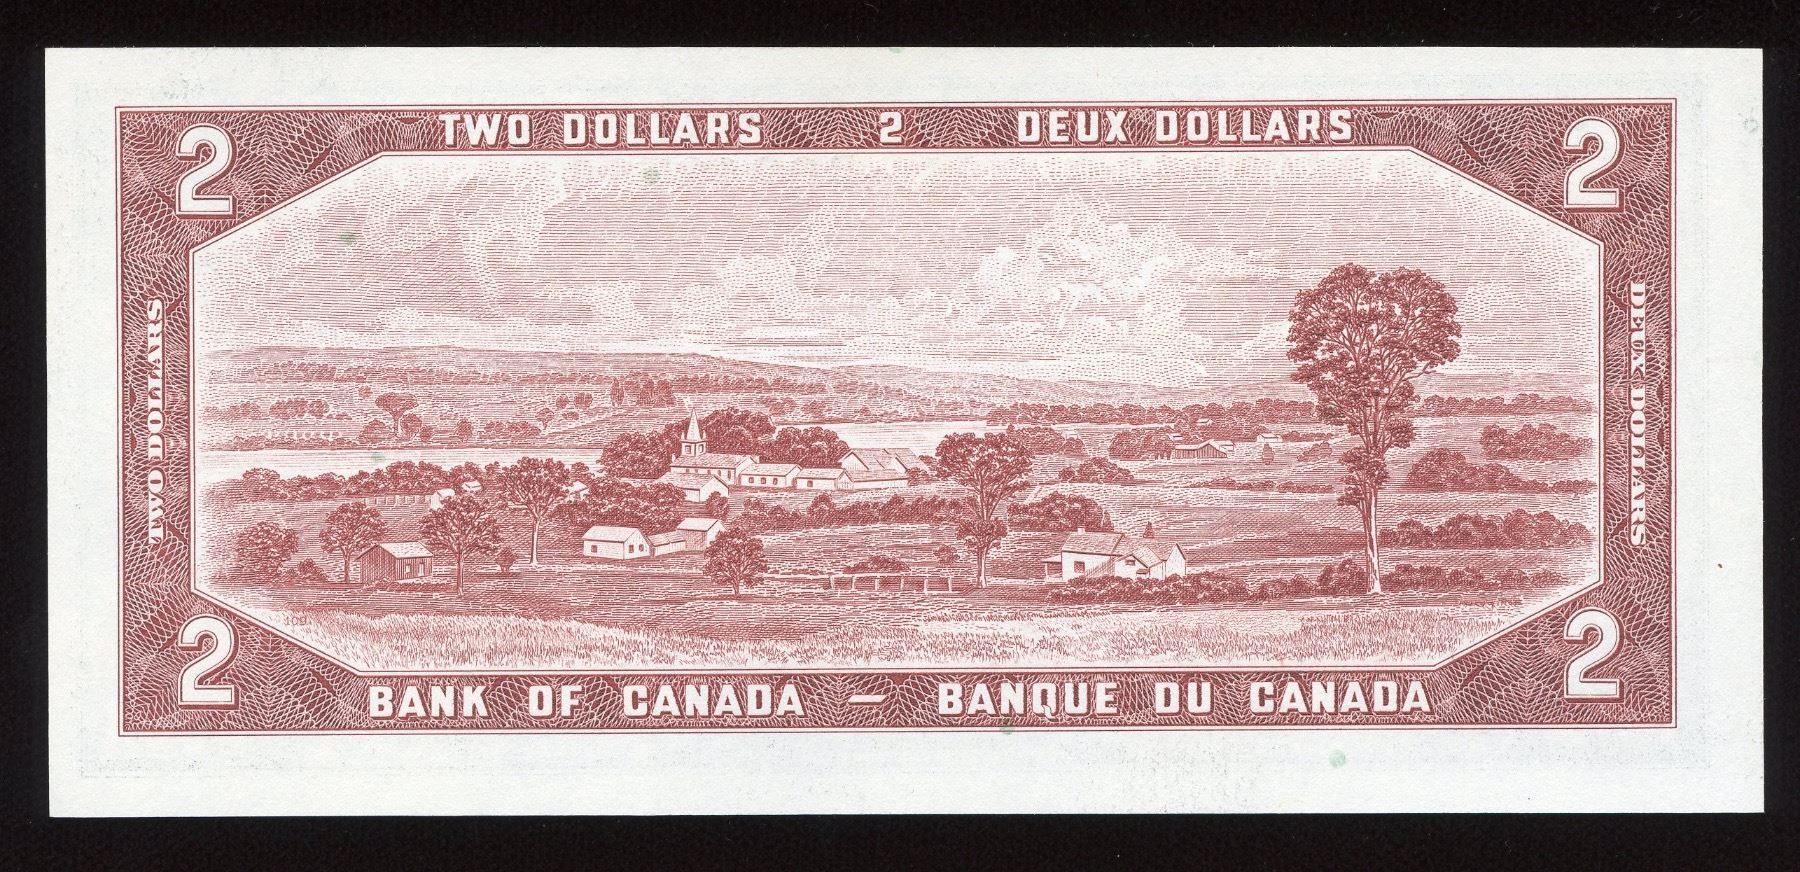 TWO DOLLARS 2 DEUX DOLLARS
2 2
TWO DOLLARS
DEUX DOLLARS
109
2 2
BANK OF CANADA — BANQUE DU CANADA